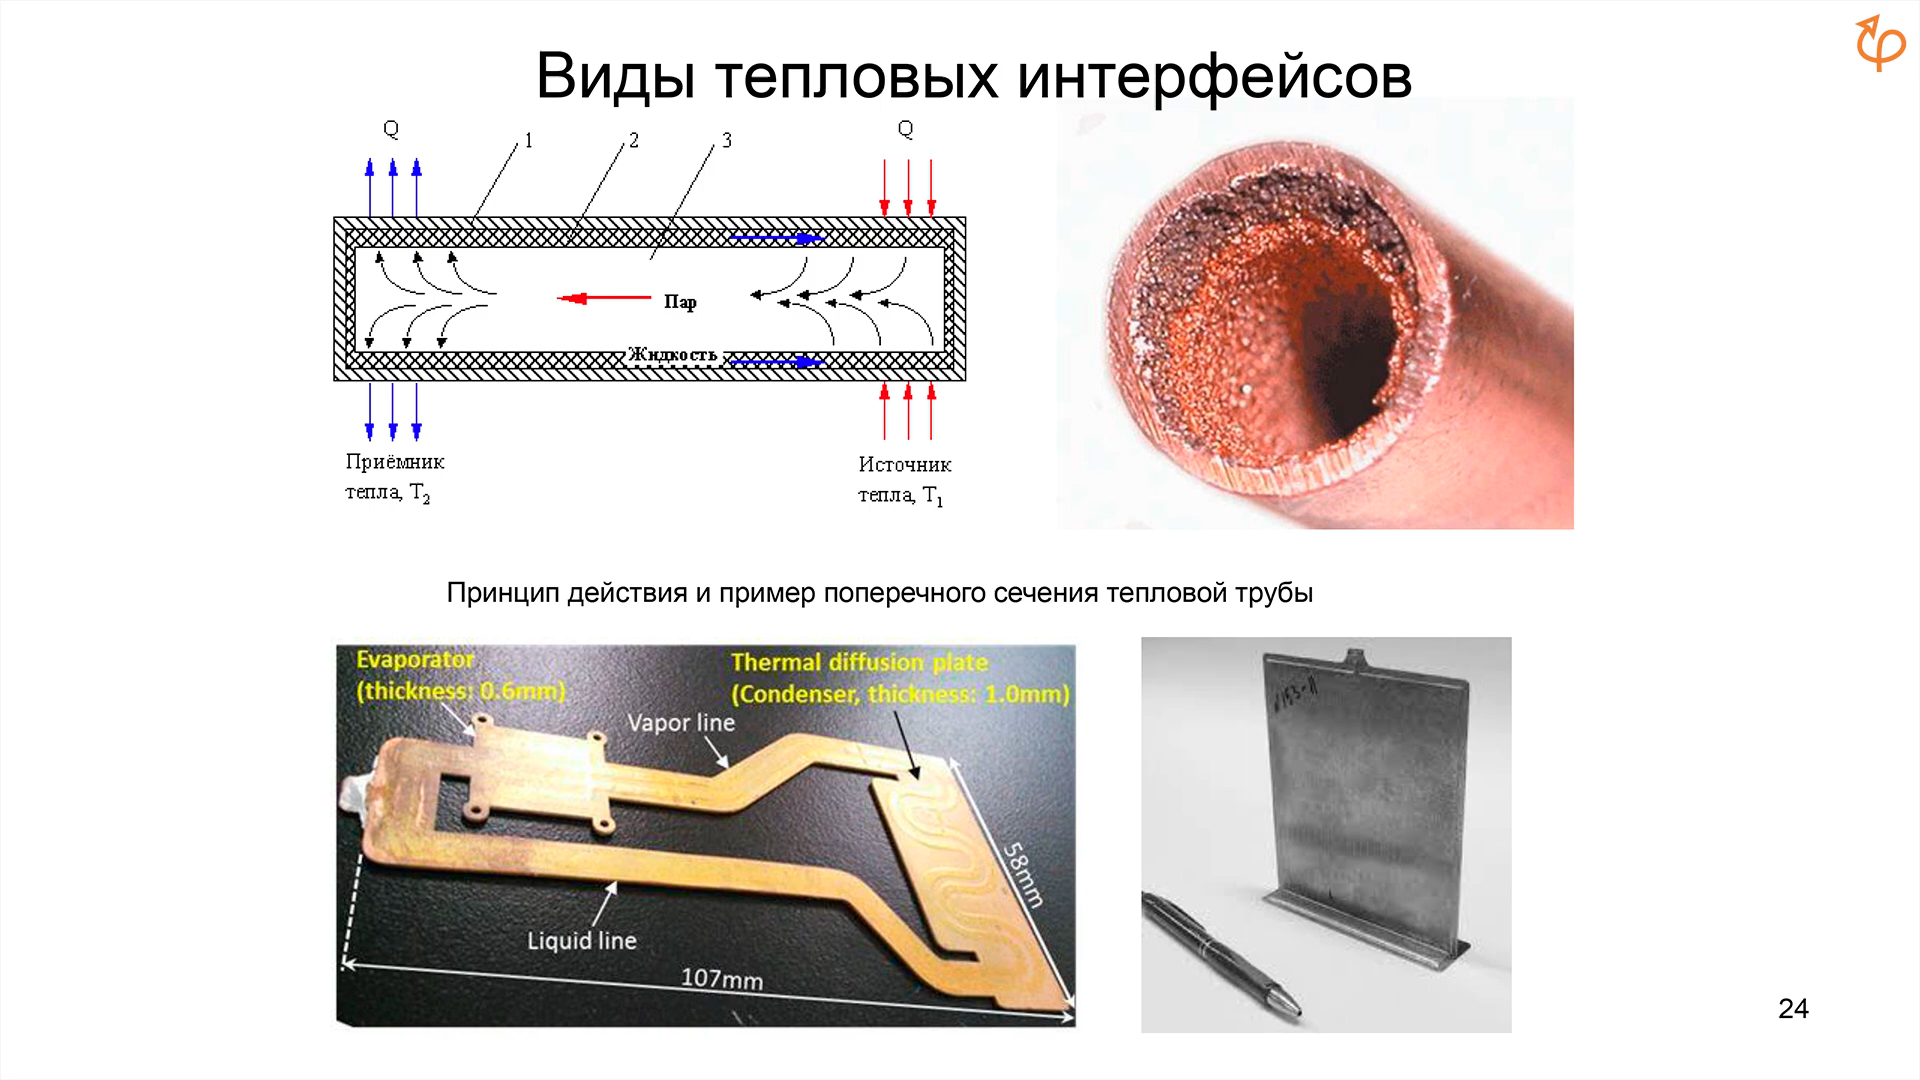 Виды тепловых интерфейсов
Q
1
2
3
Q
Пар
Жидкость
Приёмник
тепла, T2
Источник
тепла, T1
Принцип действия и пример поперечного сечения тепловой трубы
Evaporator
(thickness: 0.6mm)
Thermal diffusion plate
(Condenser, thickness: 1.0mm)
Vapor line
58mm
Liquid line
107mm
24